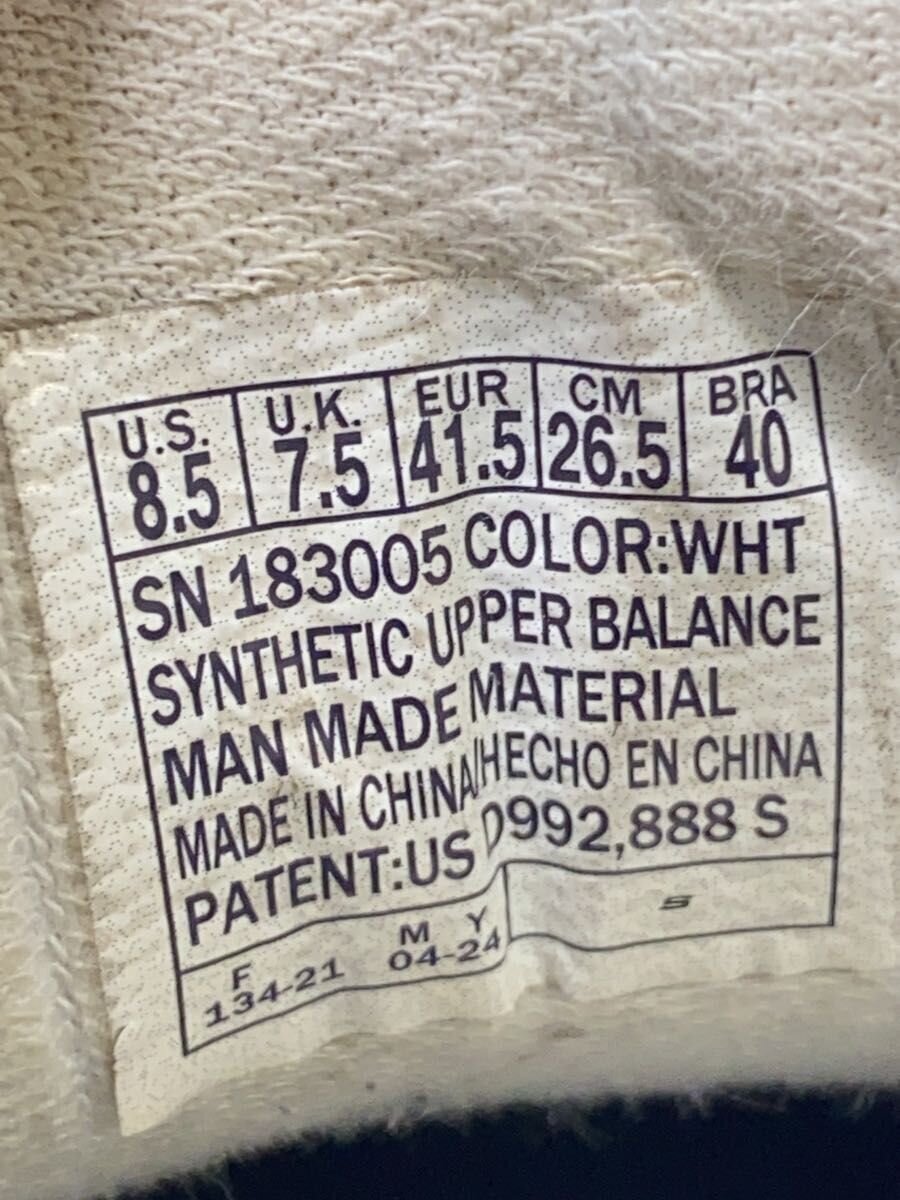 U.S. U.K. EUR CM BRA
8.5 7.5 41.5 26.5 40
SN 183005 COLOR:WHT
SYNTHETIC UPPER BALANCE
MAN MADE MATERIAL
MADE IN CHINA/HECHO EN CHINA
PATENT:US D992,888 S
F M Y
134-21 04-24
S